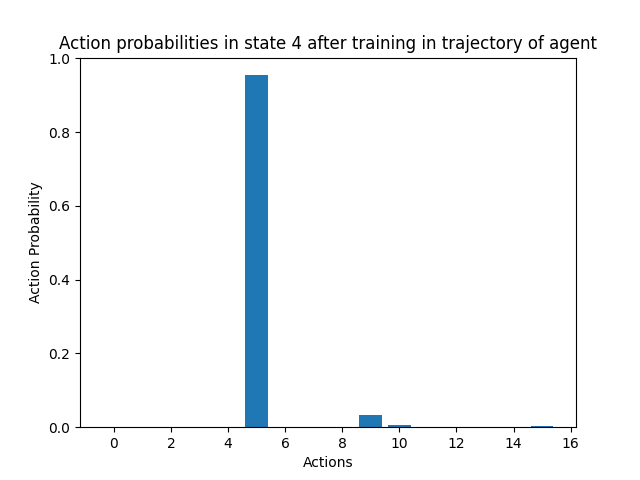 Action probabilities in state 4 after training in trajectory of agent
1.0
0.8
0.6
0.4
0.2
0.0
Action Probability
0 2 4 6 8 10 12 14 16
Actions